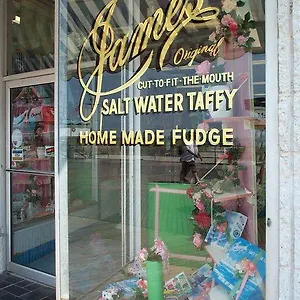 James
Original
CUT-TO-FIT-THE-MOUTH
SALT WATER TAFFY
HOME MADE FUDGE